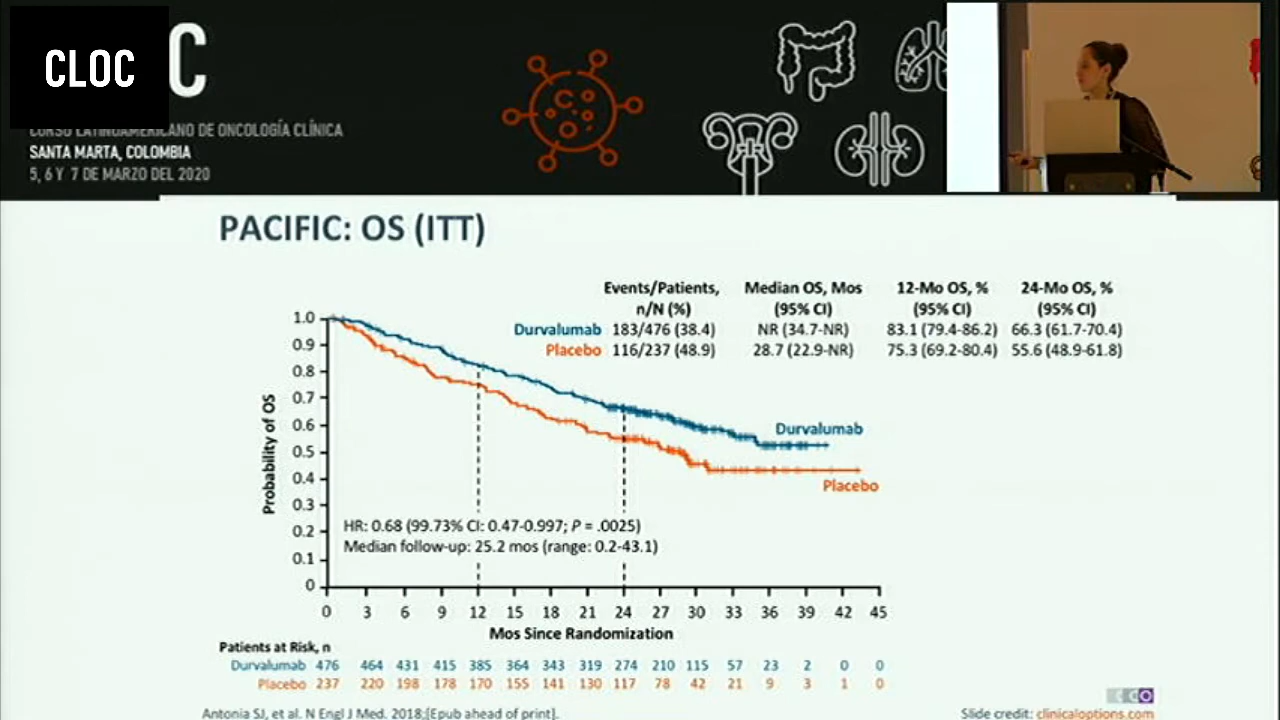 CLOC
C
CURSO LATINOAMERICANO DE ONCOLOGÍA CLÍNICA
SANTA MARTA, COLOMBIA
5, 6 Y 7 DE MARZO DEL 2020
PACIFIC: OS (ITT)
Events/Patients, n/N (%) Median OS, Mos (95% CI) 12-Mo OS, % (95% CI) 24-Mo OS, % (95% CI)
Durvalumab 183/476 (38.4) NR (34.7-NR) 83.1 (79.4-86.2) 66.3 (61.7-70.4)
Placebo 116/237 (48.9) 28.7 (22.9-NR) 75.3 (69.2-80.4) 55.6 (48.9-61.8)
Probability of OS
1.0
0.9
0.8
0.7
0.6
0.5
0.4
0.3
0.2
0.1
0
Durvalumab
Placebo
HR: 0.68 (99.73% CI: 0.47-0.997; P = .0025)
Median follow-up: 25.2 mos (range: 0.2-43.1)
0 3 6 9 12 15 18 21 24 27 30 33 36 39 42 45
Mos Since Randomization
Patients at Risk, n
Durvalumab 476 464 431 415 385 364 343 319 274 210 115 57 23 2 0 0
Placebo 237 220 198 178 170 155 141 130 117 78 42 21 9 3 1 0
CCO
Antonia SJ, et al. N Engl J Med. 2018;[Epub ahead of print].
Slide credit: clinicaloptions.com